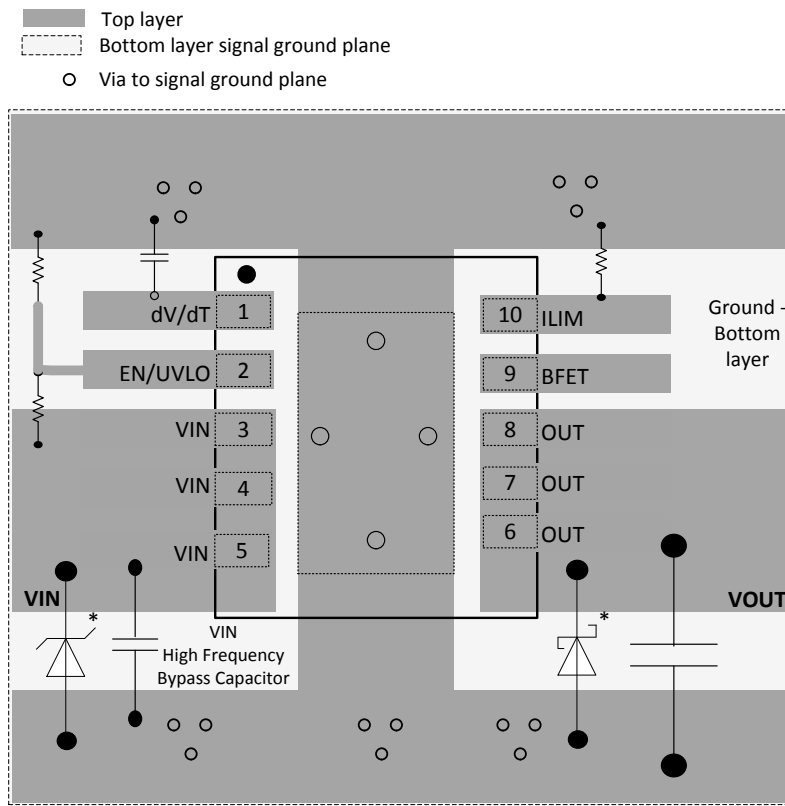 Top layer
Bottom layer signal ground plane
Via to signal ground plane
dV/dT 1
10 ILIM
Ground -
Bottom
layer
EN/UVLO 2
9 BFET
VIN 3
8 OUT
VIN 4
7 OUT
VIN 5
6 OUT
VIN
*
*
VOUT
VIN
High Frequency
Bypass Capacitor